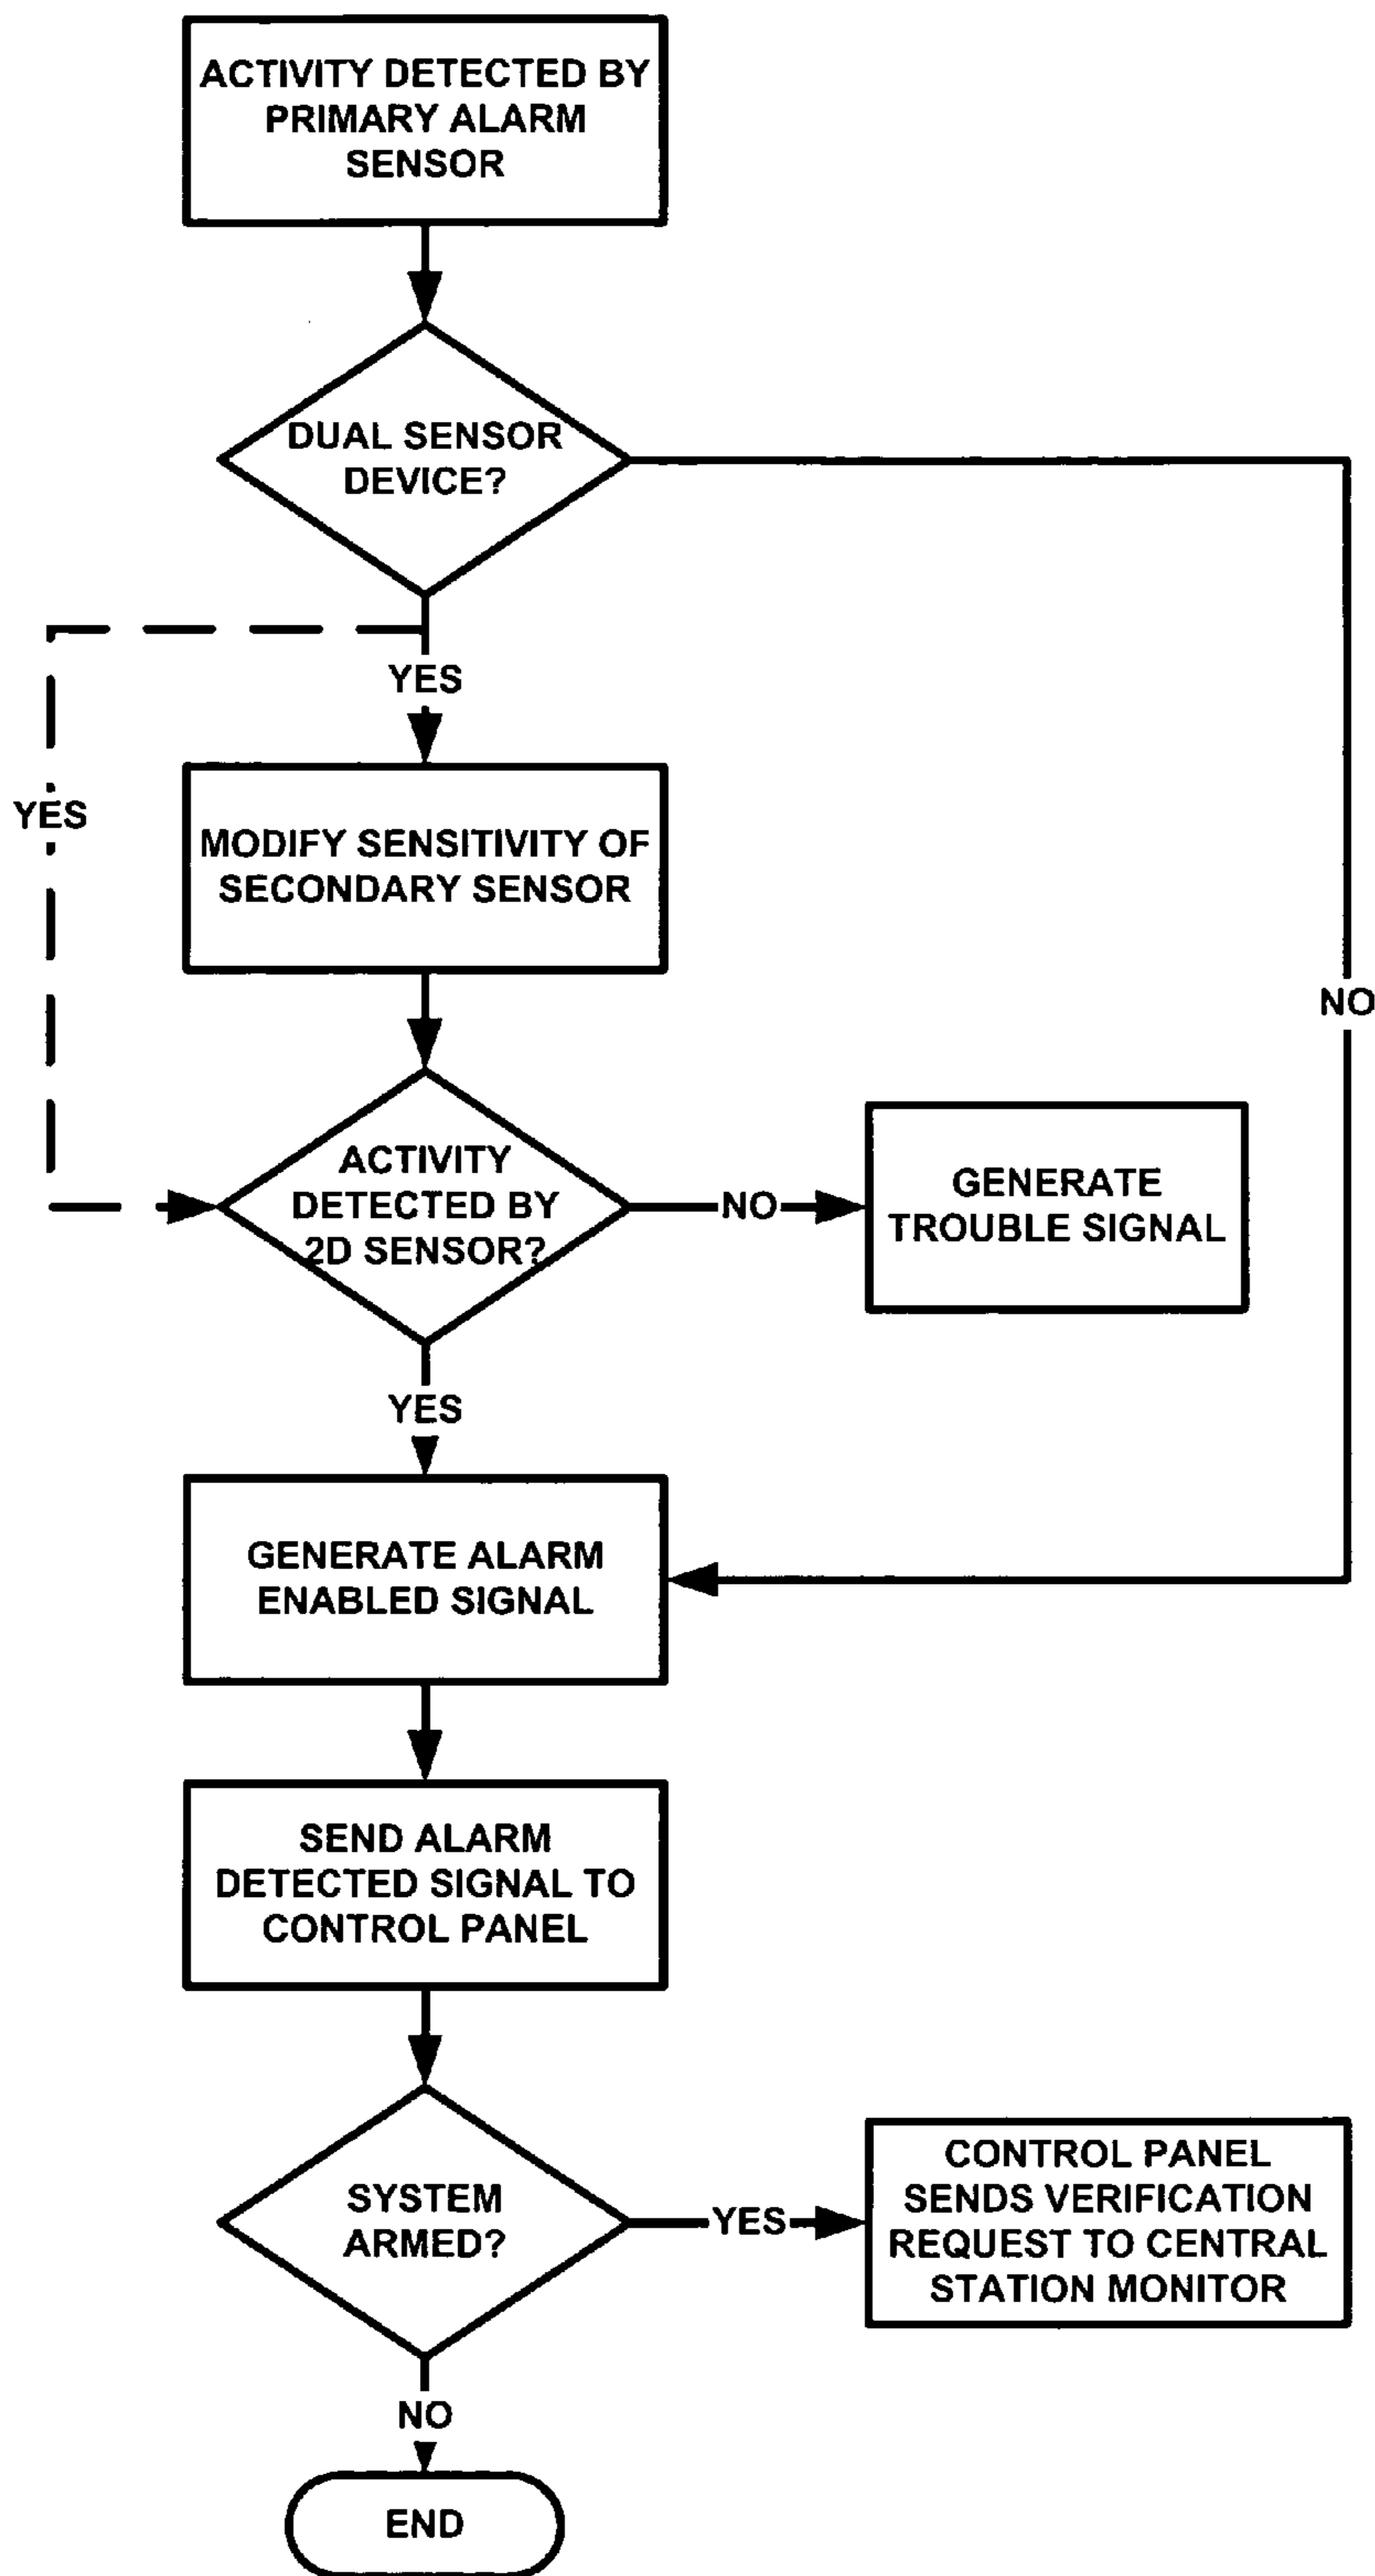 ACTIVITY DETECTED BY
PRIMARY ALARM
SENSOR
DUAL SENSOR
DEVICE?
YES
YES
MODIFY SENSITIVITY OF
SECONDARY SENSOR
NO
ACTIVITY
DETECTED BY
2D SENSOR?
NO
GENERATE
TROUBLE SIGNAL
YES
GENERATE ALARM
ENABLED SIGNAL
SEND ALARM
DETECTED SIGNAL TO
CONTROL PANEL
SYSTEM
ARMED?
YES
CONTROL PANEL
SENDS VERIFICATION
REQUEST TO CENTRAL
STATION MONITOR
NO
END